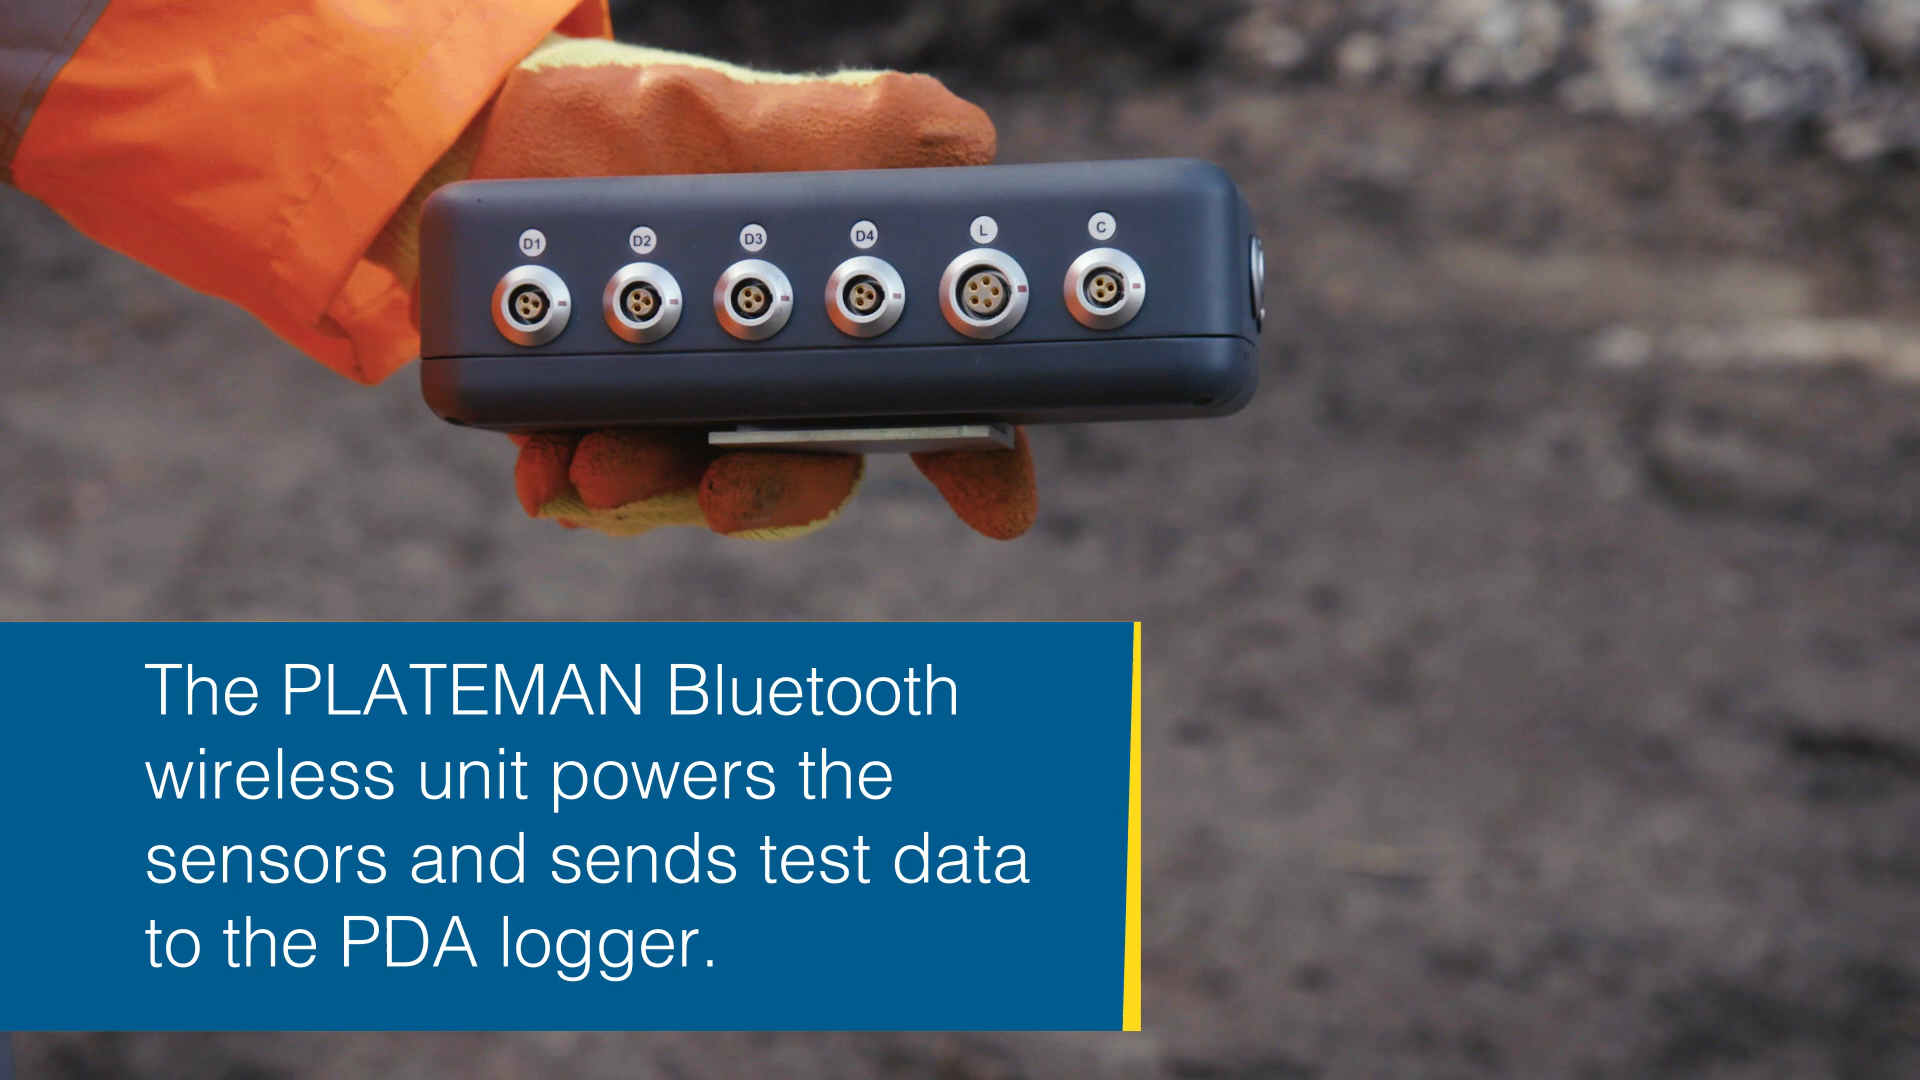 D1 D2 D3 D4 L C
The PLATEMAN Bluetooth
wireless unit powers the
sensors and sends test data
to the PDA logger.